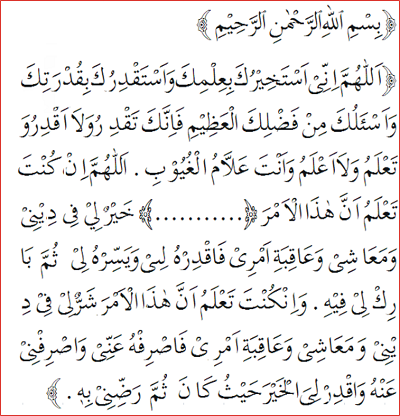 ﴿بِسْمِ اللّٰهِ الرَّحْمٰنِ الرَّحِيْمِ﴾
﴿اَللّٰهُمَّ اِنِّىْ اَسْتَخِيْرُكَ بِعِلْمِكَ وَاَسْتَقْدِرُكَ بِقُدْرَتِكَ
وَاَسْئَلُكَ مِنْ فَضْلِكَ الْعَظِيْمِ فَاِنَّكَ تَقْدِرُ وَلَا اَقْدِرُ وَ
تَعْلَمُ وَلَا اَعْلَمُ وَاَنْتَ عَلَّامُ الْغُيُوْبِ . اَللّٰهُمَّ اِنْ كُنْتَ
تَعْلَمُ اَنَّ هٰذَا الْاَمْرَ ﴿...........﴾ خَيْرٌ لِيْ فِى دِيْنِىْ
وَمَعَاشِىْ وَعَاقِبَةِ اَمْرِىْ فَاقْدِرْهُ لِىْ وَيَسِّرْهُ لِىْ ثُمَّ بَا
رِكْ لِىْ فِيْهِ . وَاِنْكُنْتَ تَعْلَمُ اَنَّ هٰذَا الْاَمْرَ شَرٌّ لِىْ فِىْ دِ
يْنِىْ وَمَعَاشِىْ وَعَاقِبَةِ اَمْرِىْ فَاصْرِفْهُ عَنِّىْ وَاصْرِفْنِىْ
عَنْهُ وَاقْدِرْ لِىَ الْخَيْرَ حَيْثُ كَانَ ثُمَّ رَضِّنِىْ بِهٖ . ﴾